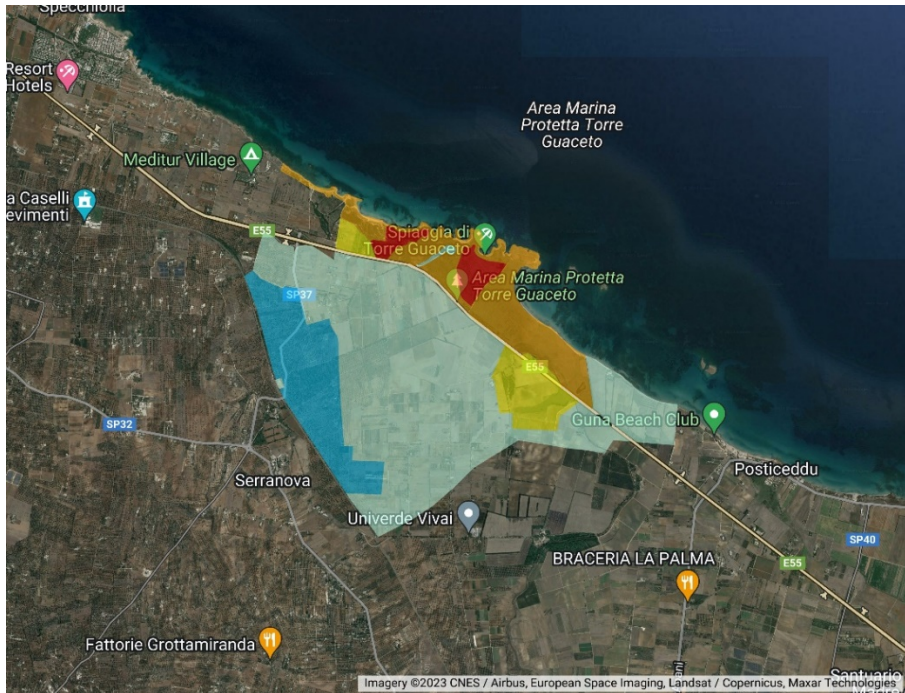 Specchiolla
Resort
Hotels
Area Marina
Protetta Torre
Guaceto
Meditur Village
a Caselli
evimenti
E55
Spiaggia di
Torre Guaceto
Area Marina Protetta
Torre Guaceto
SP37
E55
Guna Beach Club
SP32
Serranova
Posticeddu
Univerde Vivai
SP40
BRACERIA LA PALMA
E55
Fattorie Grottamiranda
Santuario
Imagery ©2023 CNES / Airbus, European Space Imaging, Landsat / Copernicus, Maxar Technologies